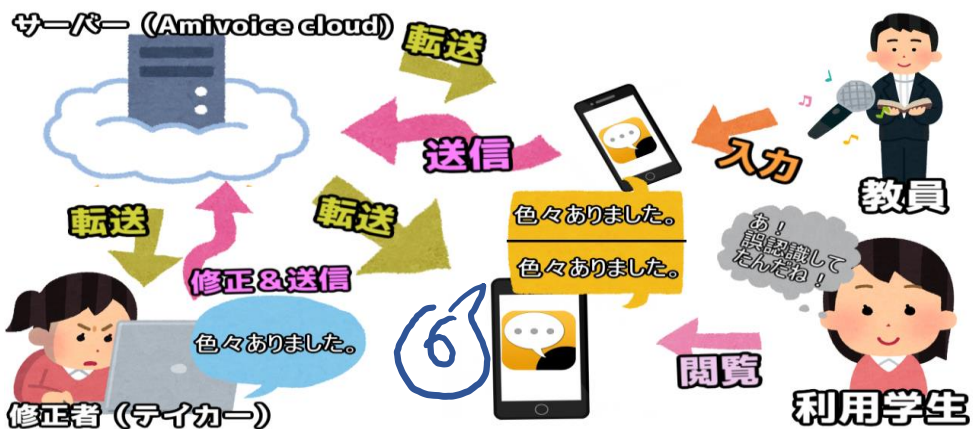 サーバー（Amivoice cloud）
転送
送信
入力
教員
色々ありました。
色々ありました。
あ！
誤認識して
たんだね！
転送
転送
修正＆送信
色々ありました。
6
閲覧
修正者（テイカー）
利用学生